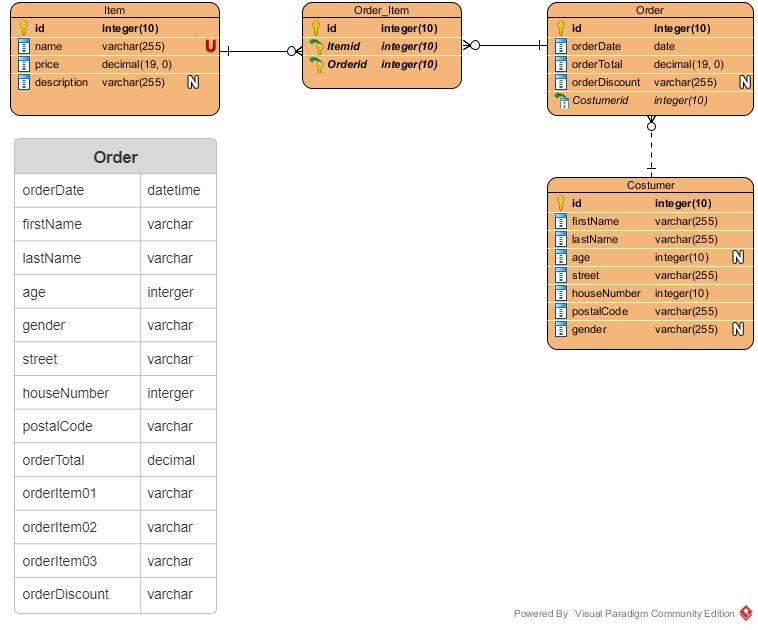 Item
id integer(10)
name varchar(255) U
price decimal(19, 0)
description varchar(255) N
Order_Item
id integer(10)
Itemid integer(10)
Orderid integer(10)
Order
id integer(10)
orderDate date
orderTotal decimal(19, 0)
orderDiscount varchar(255) N
Costumerid integer(10)
Costumer
id integer(10)
firstName varchar(255)
lastName varchar(255)
age integer(10) N
street varchar(255)
houseNumber integer(10)
postalCode varchar(255)
gender varchar(255) N
Order
orderDate datetime
firstName varchar
lastName varchar
age interger
gender varchar
street varchar
houseNumber interger
postalCode varchar
orderTotal decimal
orderItem01 varchar
orderItem02 varchar
orderItem03 varchar
orderDiscount varchar
Powered By Visual Paradigm Community Edition